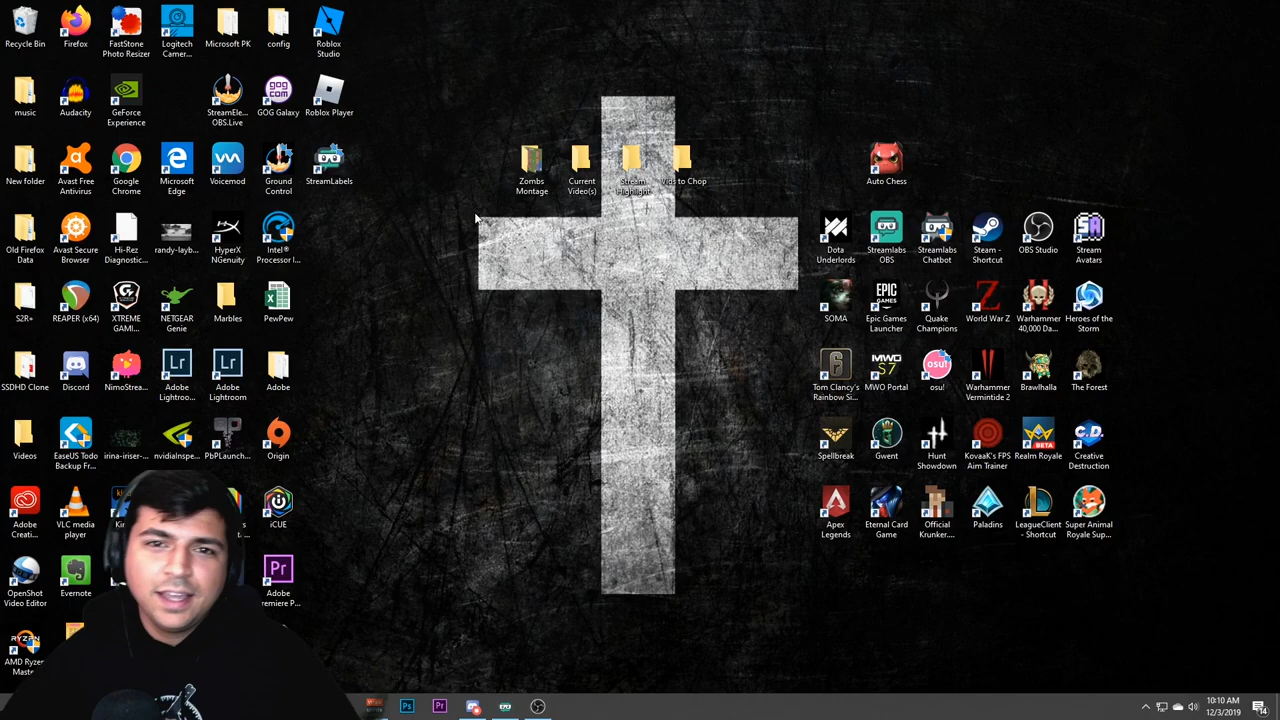 Recycle Bin
Firefox
FastStone
Photo Resizer
Logitech
Camer...
Microsoft PK
config
Roblox
Studio
music
Audacity
GeForce
Experience
StreamEle...
OBS.Live
GOG Galaxy
Roblox Player
New folder
Avast Free
Antivirus
Google
Chrome
Microsoft
Edge
Voicemod
Ground
Control
StreamLabels
Zombs
Montage
Current
Video(s)
Stream
Highlight
Vids to Chop
Auto Chess
Old Firefox
Data
Avast Secure
Browser
Hi-Rez
Diagnostic...
randy-layb...
HyperX
NGenuity
Intel®
Processor I...
Dota
Underlords
Streamlabs
OBS
Streamlabs
Chatbot
Steam -
Shortcut
OBS Studio
Stream
Avatars
S2R+
REAPER (x64)
XTREME
GAMI...
NETGEAR
Genie
Marbles
PewPew
SOMA
Epic Games
Launcher
Quake
Champions
World War Z
Warhammer
40,000 Da...
Heroes of the
Storm
SSDHD Clone
Discord
NimoStrea...
Adobe
Lightroo...
Adobe
Lightroom
Adobe
Tom Clancy's
Rainbow Si...
MWO Portal
osu!
Warhammer
Vermintide 2
Brawlhalla
The Forest
Videos
EaseUS Todo
Backup Fr...
irina-iriser-...
nvidiaInspe...
PbPLaunch...
Origin
Spellbreak
Gwent
Hunt
Showdown
KovaaK's FPS
Aim Trainer
Realm Royale
Creative
Destruction
Adobe
Creati...
VLC media
player
iCUE
Apex
Legends
Eternal Card
Game
Official
Krunker....
Paladins
LeagueClient
- Shortcut
Super Animal
Royale Sup...
OpenShot
Video Editor
Evernote
Adobe
Premiere P...
AMD Ryzen
Maste...
10:10 AM
12/3/2019